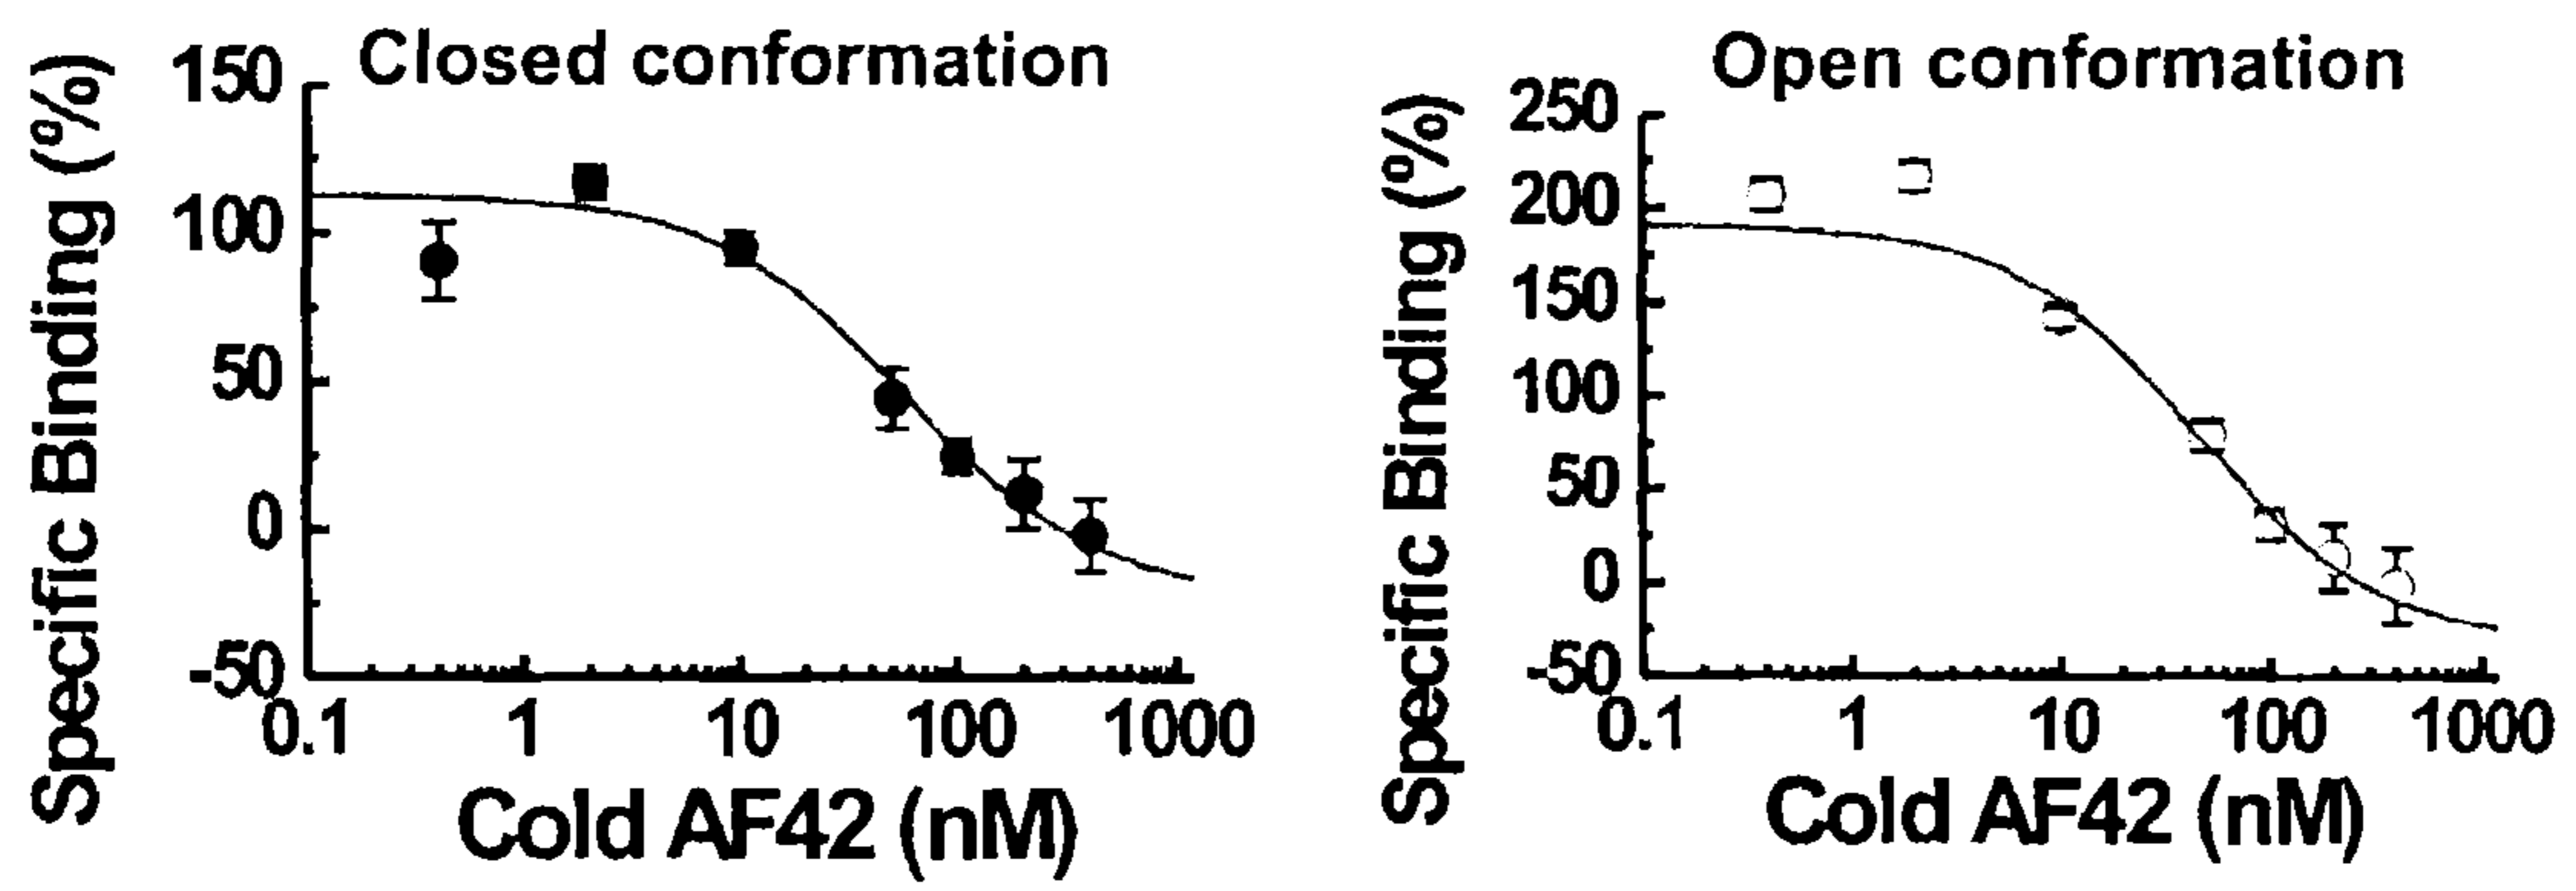 Closed conformation
Specific Binding (%)
150
100
50
0
-50
0.1 1 10 100 1000
Cold AF42 (nM)
Open conformation
Specific Binding (%)
250
200
150
100
50
0
-50
0.1 1 10 100 1000
Cold AF42 (nM)